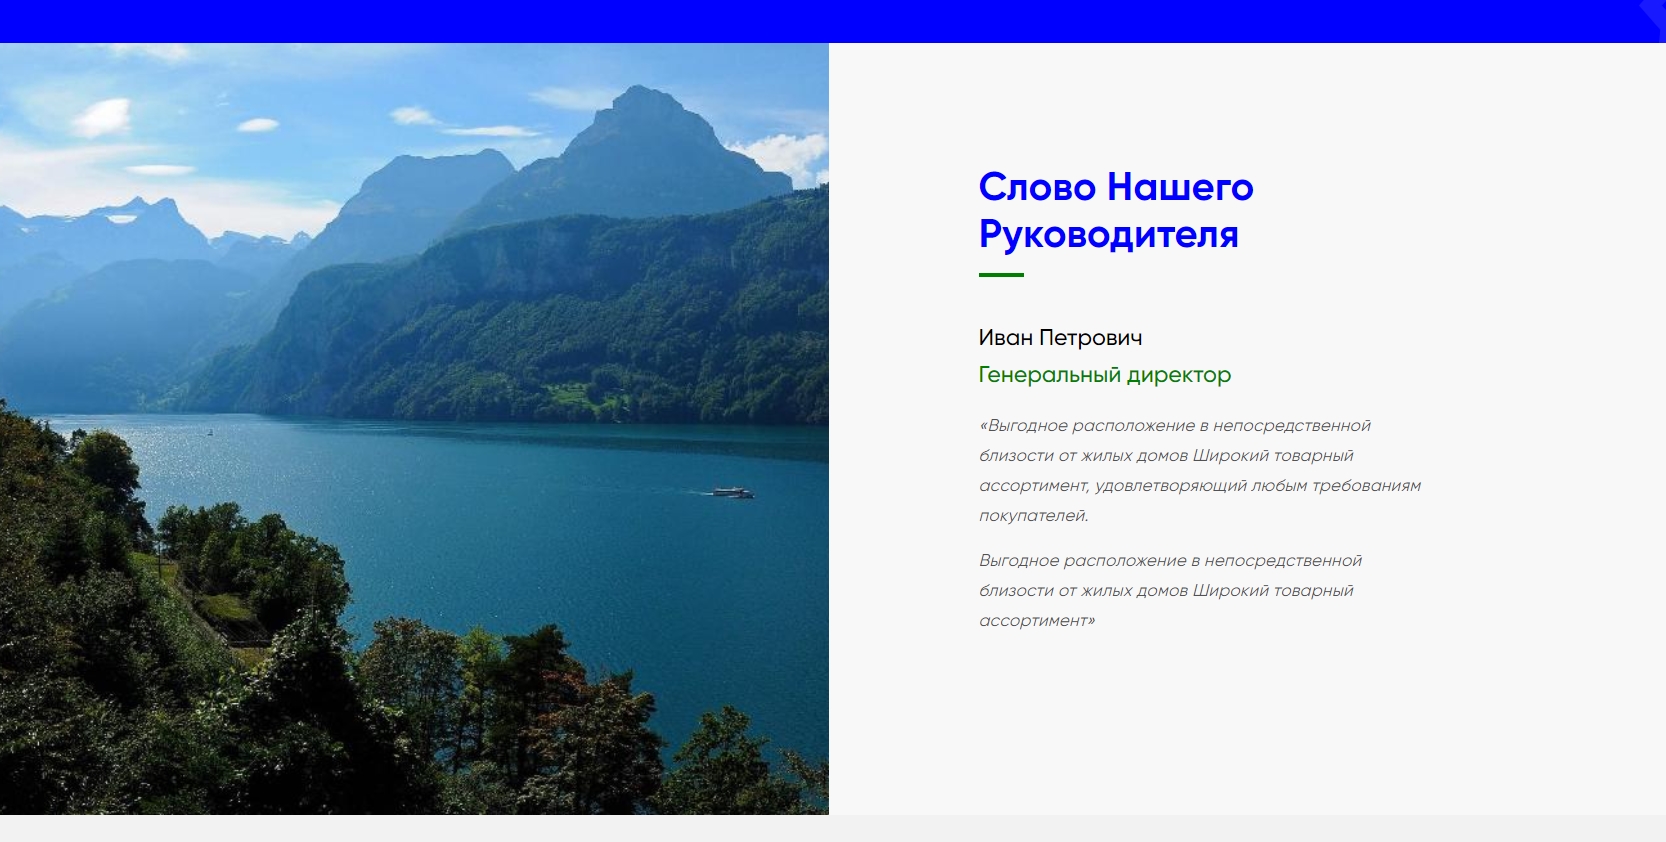 Слово Нашего
Руководителя
Иван Петрович
Генеральный директор
«Выгодное расположение в непосредственной
близости от жилых домов Широкий товарный
ассортимент, удовлетворяющий любым требованиям
покупателей.
Выгодное расположение в непосредственной
близости от жилых домов Широкий товарный
ассортимент»